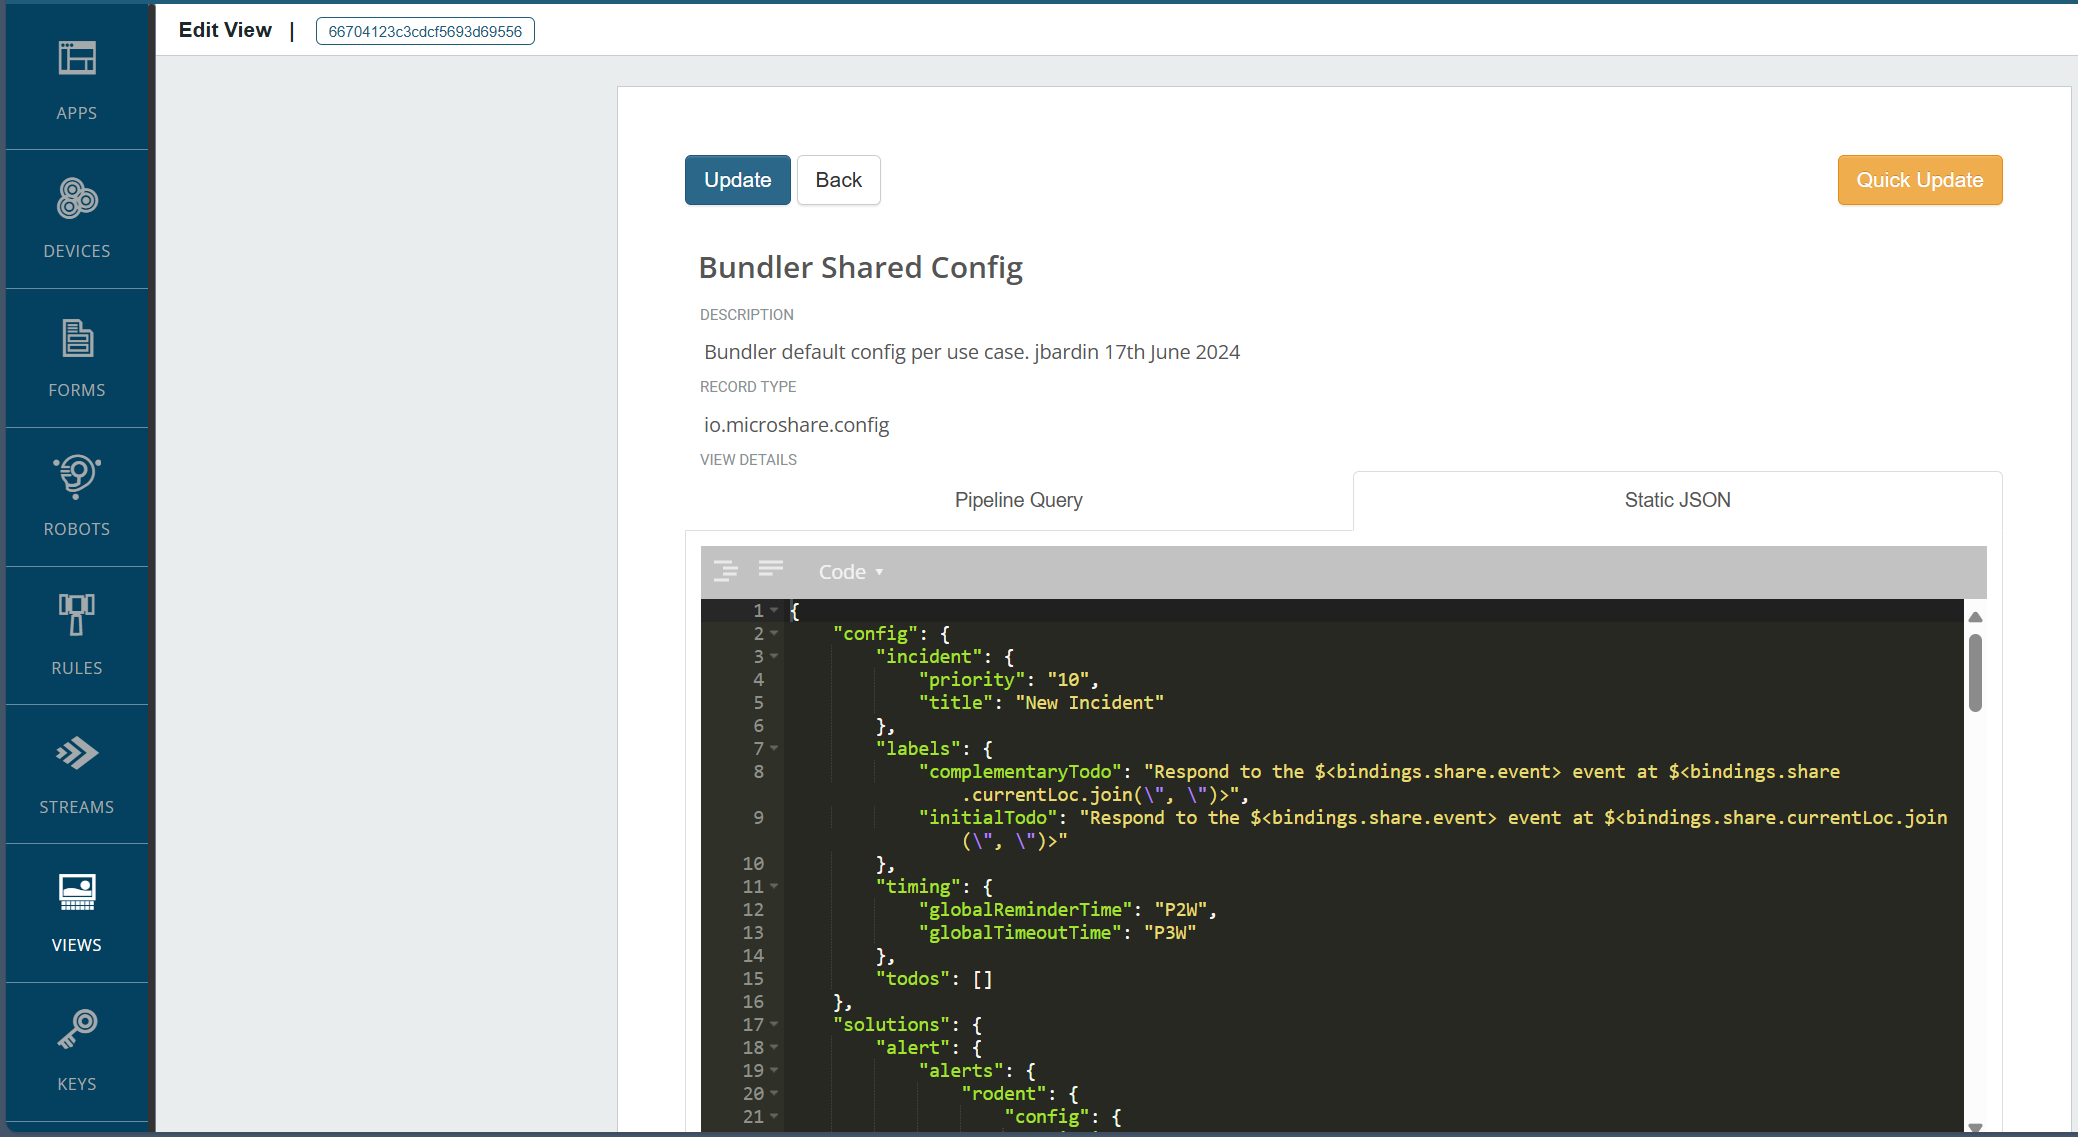 Edit View | 66704123c3cdcf5693d69556
APPS
DEVICES
FORMS
ROBOTS
RULES
STREAMS
VIEWS
KEYS
Update Back Quick Update
Bundler Shared Config
DESCRIPTION
Bundler default config per use case. jbardin 17th June 2024
RECORD TYPE
io.microshare.config
VIEW DETAILS
Pipeline Query Static JSON
Code
1 {
2 "config": {
3 "incident": {
4 "priority": "10",
5 "title": "New Incident"
6 },
7 "labels": {
8 "complementaryTodo": "Respond to the $<bindings.share.event> event at $<bindings.share
.currentLoc.join(\", \")>",
9 "initialTodo": "Respond to the $<bindings.share.event> event at $<bindings.share.currentLoc.join
(\", \")>"
10 },
11 "timing": {
12 "globalReminderTime": "P2W",
13 "globalTimeoutTime": "P3W"
14 },
15 "todos": []
16 },
17 "solutions": {
18 "alert": {
19 "alerts": {
20 "rodent": {
21 "config": {